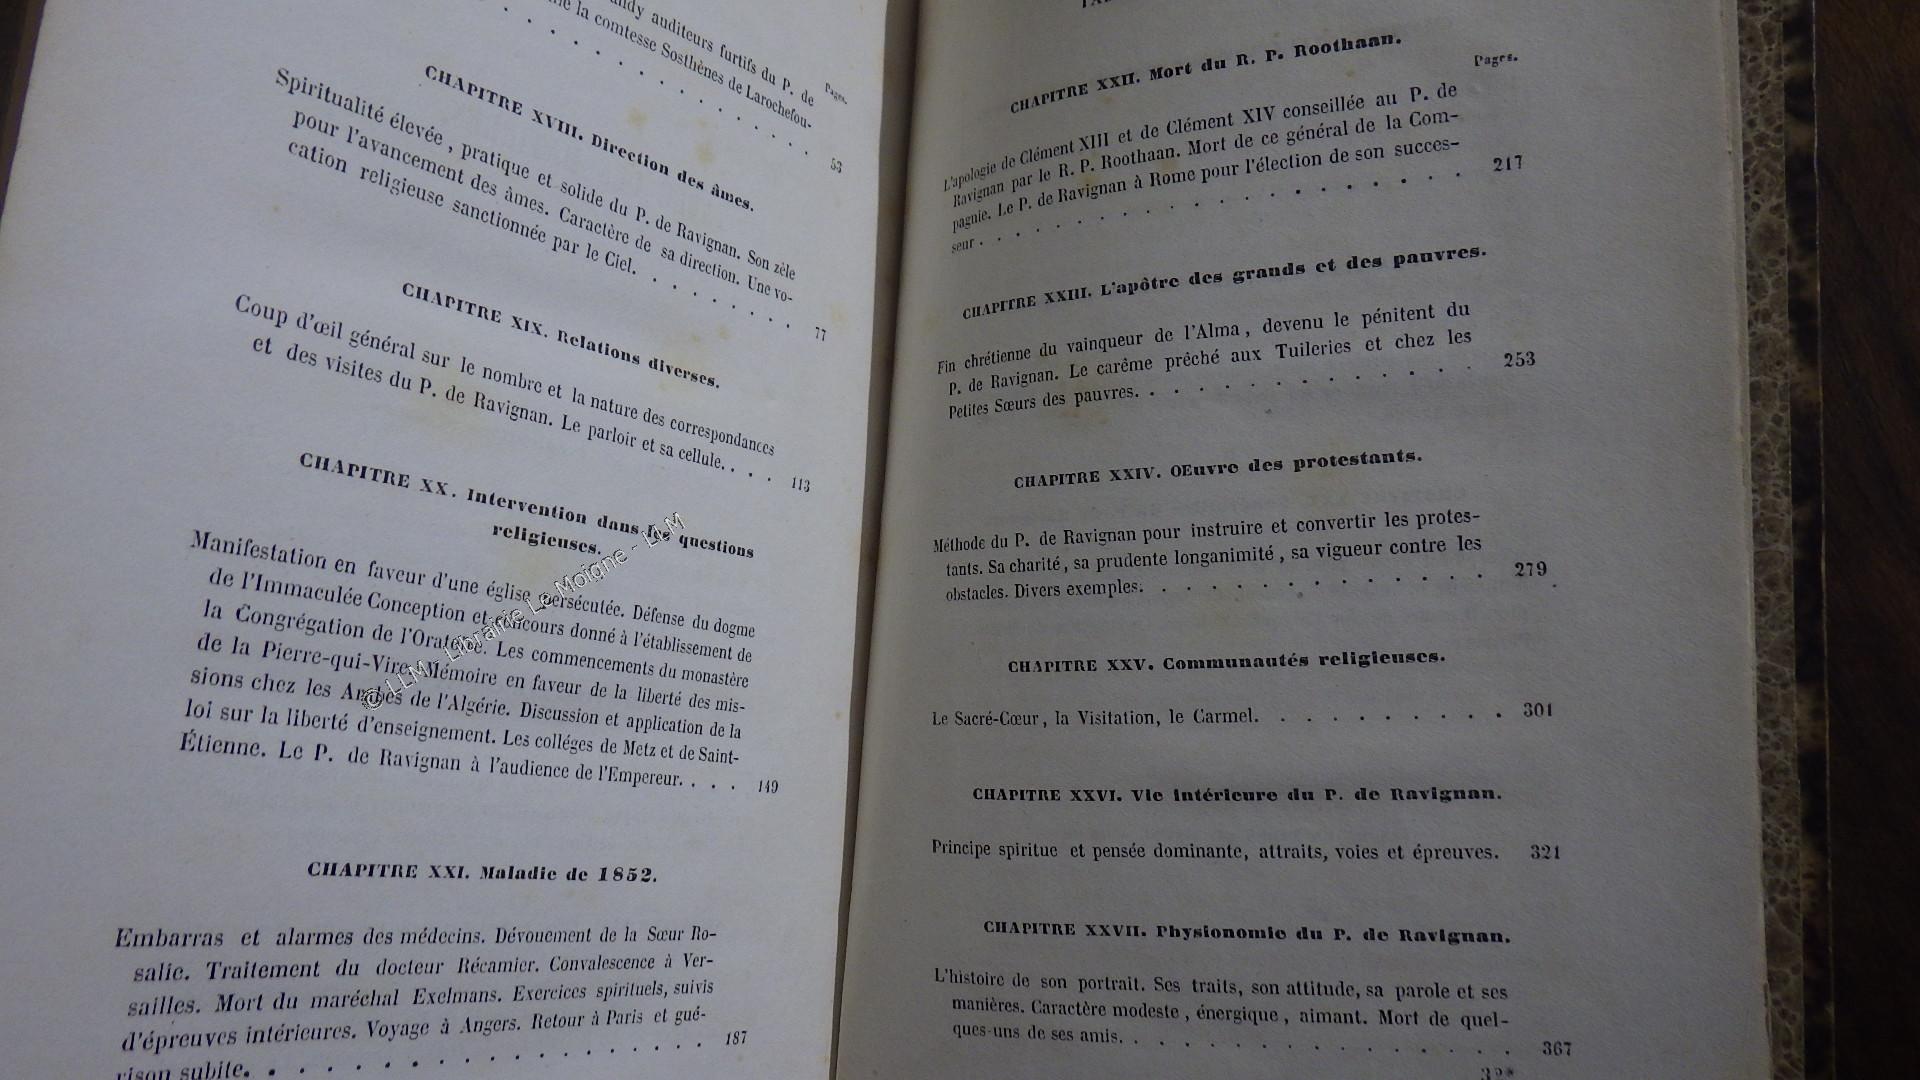 auditeurs furtifs du P. de
la comtesse Sosthènes de Larochefou-
Pages.
. . . . . . . . . . . 53
CHAPITRE XVIII. Direction des âmes.
Spiritualité élevée, pratique et solide du P. de Ravignan. Son zèle
pour l'avancement des âmes. Caractère de sa direction. Une vo-
cation religieuse sanctionnée par le Ciel. . . . . . . . 77
CHAPITRE XIX. Relations diverses.
Coup d'œil général sur le nombre et la nature des correspondances
et des visites du P. de Ravignan. Le parloir et sa cellule. . . . 113
CHAPITRE XX. Intervention dans questions
religieuses.
Manifestation en faveur d'une église persécutée. Défense du dogme
de l'Immaculée Conception et concours donné à l'établissement de
la Congrégation de l'Oratoire. Les commencements du monastère
de la Pierre-qui-Vire. Mémoire en faveur de la liberté des mis-
sions chez les Arabes de l'Algérie. Discussion et application de la
loi sur la liberté d'enseignement. Les colléges de Metz et de Saint-
Étienne. Le P. de Ravignan à l'audience de l'Empereur. . . . 149
CHAPITRE XXI. Maladie de 1852.
Embarras et alarmes des médecins. Dévouement de la Sœur Ro-
salie. Traitement du docteur Récamier. Convalescence à Ver-
sailles. Mort du maréchal Exelmans. Exercices spirituels, suivis
d'épreuves intérieures. Voyage à Angers. Retour à Paris et gué-
rison subite. . . . . . . . . . . . . . . . . 187
© LLM - Librairie Le Moigne - LLM
CHAPITRE XXII. Mort du R. P. Roothaan.
Pages.
L'apologie de Clément XIII et de Clément XIV conseillée au P. de
Ravignan par le R. P. Roothaan. Mort de ce général de la Com-
pagnie. Le P. de Ravignan à Rome pour l'élection de son succes-
seur . . . . . . . . . . . . . . . . 217
CHAPITRE XXIII. L'apôtre des grands et des pauvres.
Fin chrétienne du vainqueur de l'Alma, devenu le pénitent du
P. de Ravignan. Le carême prêché aux Tuileries et chez les
Petites Sœurs des pauvres. . . . . . . . . . . . 253
CHAPITRE XXIV. OEuvre des protestants.
Méthode du P. de Ravignan pour instruire et convertir les protes-
tants. Sa charité, sa prudente longanimité, sa vigueur contre les
obstacles. Divers exemples. . . . . . . . . . . . 279
CHAPITRE XXV. Communautés religieuses.
Le Sacré-Cœur, la Visitation, le Carmel. . . . . . . . . . 301
CHAPITRE XXVI. Vie intérieure du P. de Ravignan.
Principe spiritue et pensée dominante, attraits, voies et épreuves. 321
CHAPITRE XXVII. Physionomie du P. de Ravignan.
L'histoire de son portrait. Ses traits, son attitude, sa parole et ses
manières. Caractère modeste, énergique, aimant. Mort de quel-
ques-uns de ses amis. . . . . . . . . . . . . . 367